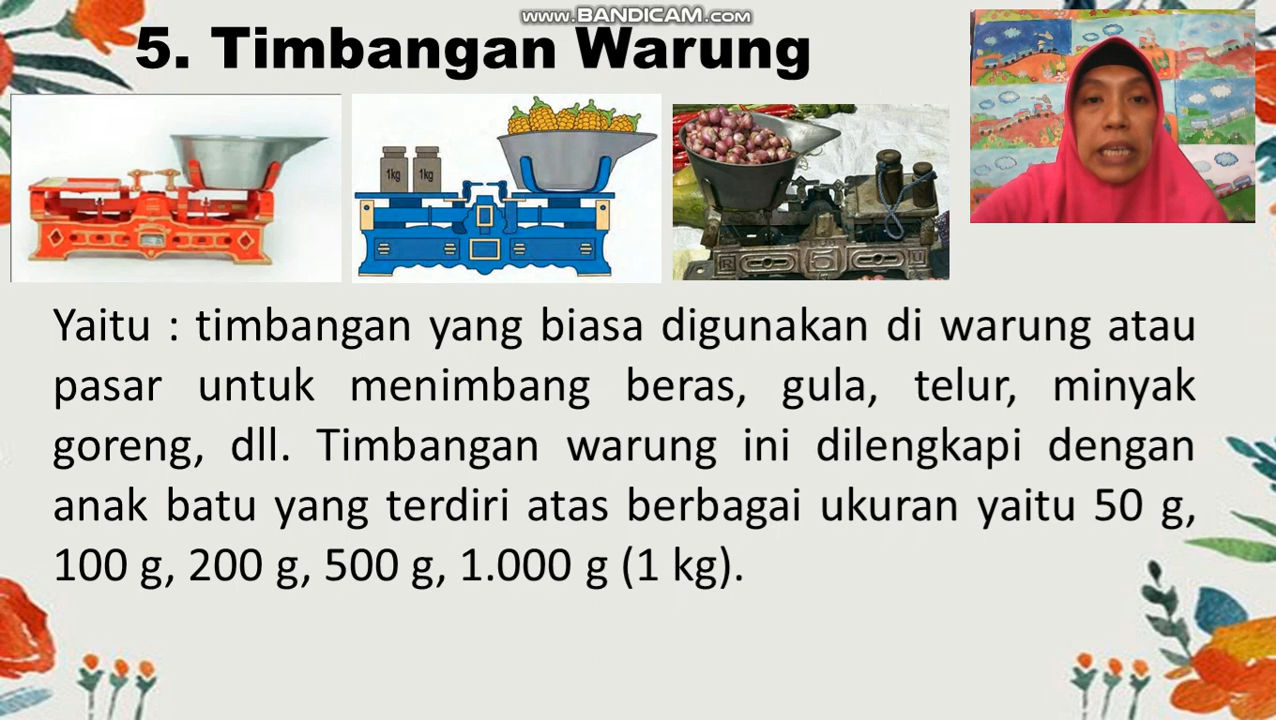 www.BANDICAM.com
5. Timbangan Warung
1kg 1kg
Yaitu : timbangan yang biasa digunakan di warung atau
pasar untuk menimbang beras, gula, telur, minyak
goreng, dll. Timbangan warung ini dilengkapi dengan
anak batu yang terdiri atas berbagai ukuran yaitu 50 g,
100 g, 200 g, 500 g, 1.000 g (1 kg).